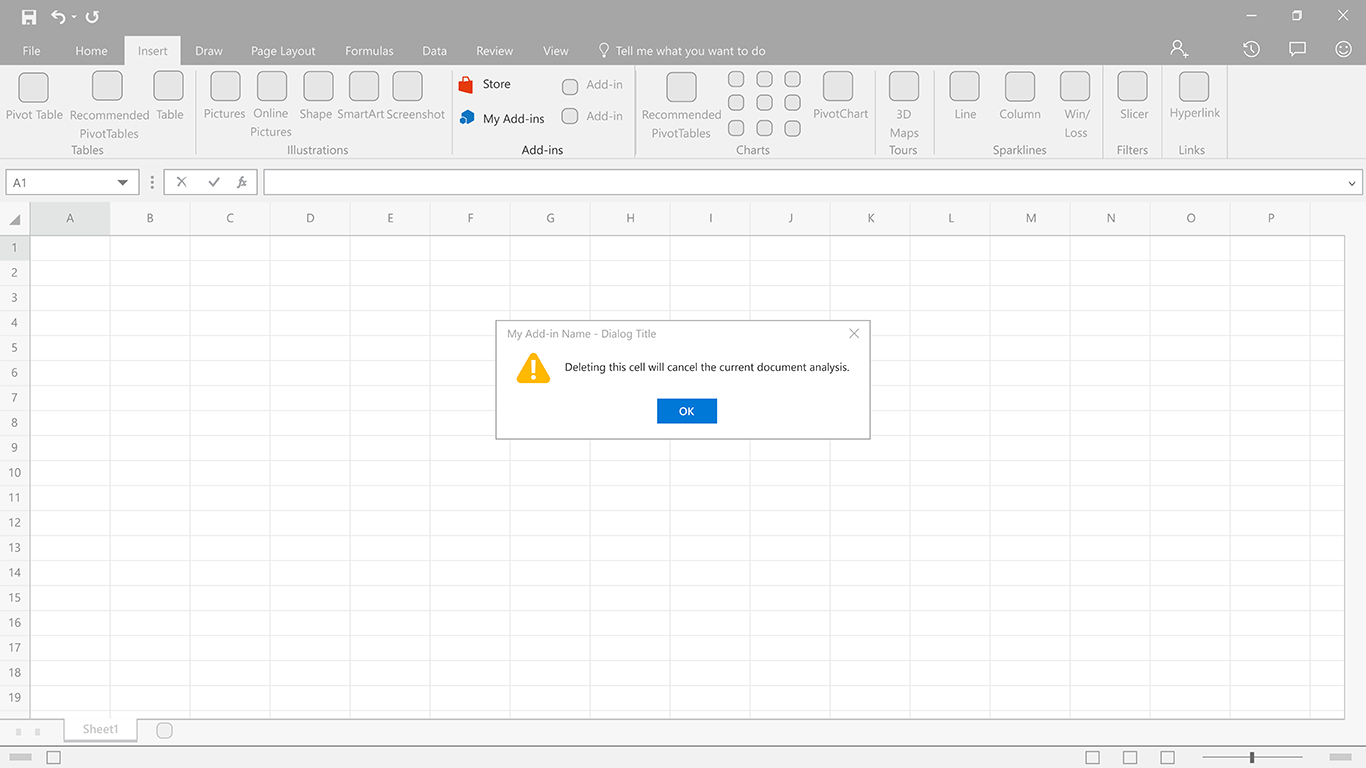 File Home Insert Draw Page Layout Formulas Data Review View Tell me what you want to do
Pivot Table
Recommended
PivotTables
Table
Tables
Pictures
Online
Pictures
Shape
SmartArt
Screenshot
Illustrations
Store
Add-in
My Add-ins
Add-in
Add-ins
Recommended
PivotTables
PivotChart
Charts
3D
Maps
Tours
Line
Column
Win/
Loss
Sparklines
Slicer
Filters
Hyperlink
Links
A1 fx
A B C D E F G H I J K L M N O P
1
2
3
4
5
6
7
8
9
10
11
12
13
14
15
16
17
18
19
My Add-in Name - Dialog Title
Deleting this cell will cancel the current document analysis.
OK
Sheet1